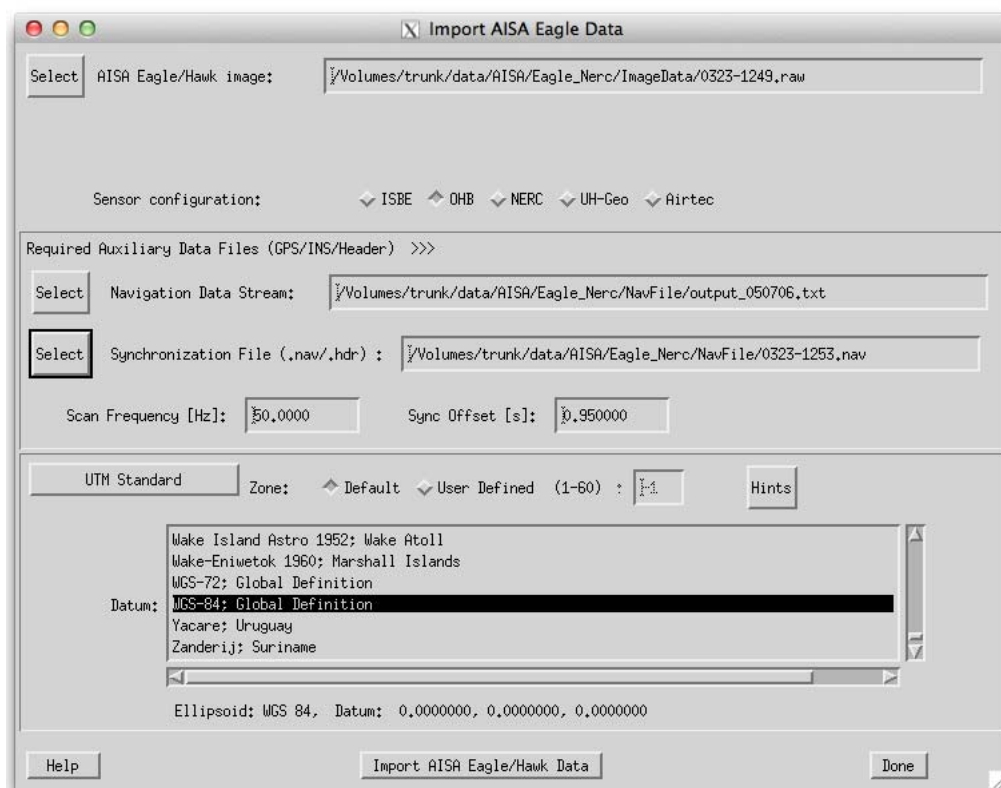 Import AISA Eagle Data
Select AISA Eagle/Hawk image: /Volumes/trunk/data/AISA/Eagle_Nerc/ImageData/0323-1249.raw
Sensor configuration: ISBE OHB NERC UH-Geo Airtec
Required Auxiliary Data Files (GPS/INS/Header) >>>
Select Navigation Data Stream: /Volumes/trunk/data/AISA/Eagle_Nerc/NavFile/output_050706.txt
Select Synchronization File (.nav/.hdr) : /Volumes/trunk/data/AISA/Eagle_Nerc/NavFile/0323-1253.nav
Scan Frequency [Hz]: 50.0000 Sync Offset [s]: 0.950000
UTM Standard Zone: Default User Defined (1-60) : -1 Hints
Wake Island Astro 1952; Wake Atoll
Wake-Eniwetok 1960; Marshall Islands
WGS-72; Global Definition
Datum: WGS-84; Global Definition
Yacare; Uruguay
Zanderij; Suriname
Ellipsoid: WGS 84, Datum: 0.0000000, 0.0000000, 0.0000000
Help Import AISA Eagle/Hawk Data Done